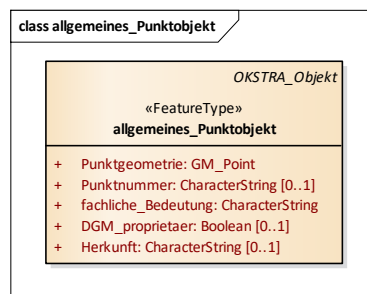 class allgemeines_Punktobjekt
OKSTRA_Objekt
«FeatureType»
allgemeines_Punktobjekt
+ Punktgeometrie: GM_Point
+ Punktnummer: CharacterString [0..1]
+ fachliche_Bedeutung: CharacterString
+ DGM_proprietaer: Boolean [0..1]
+ Herkunft: CharacterString [0..1]